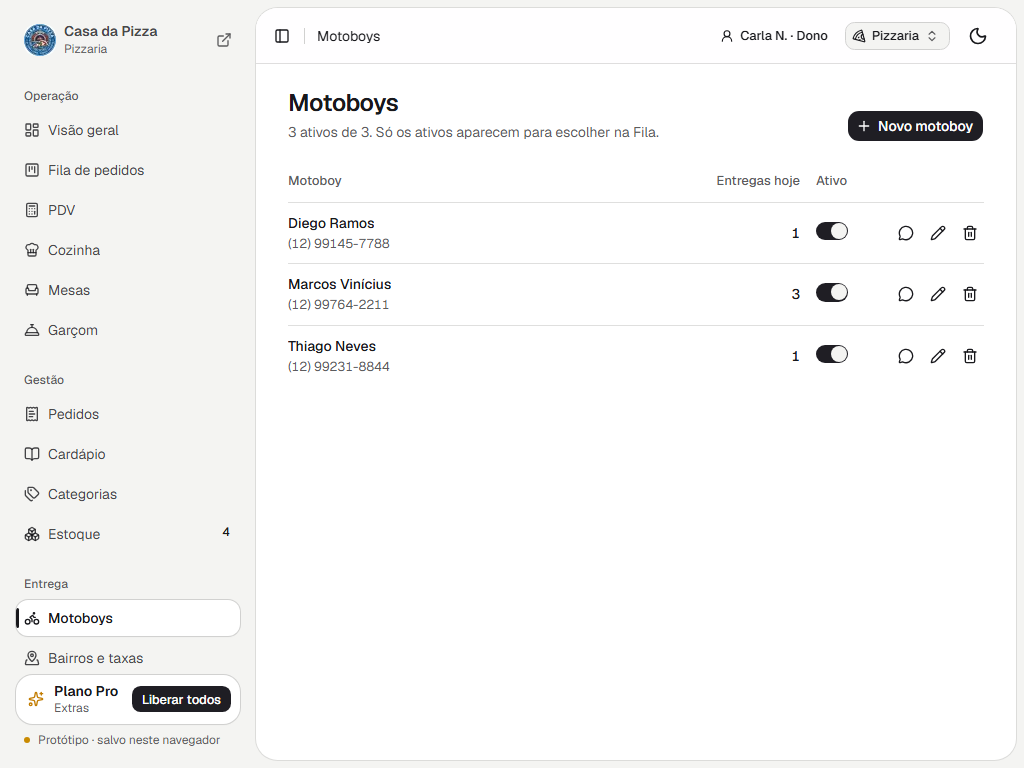 Casa da Pizza
Pizzaria
Operação
Visão geral
Fila de pedidos
PDV
Cozinha
Mesas
Garçom
Gestão
Pedidos
Cardápio
Categorias
Estoque 4
Entrega
Motoboys
Bairros e taxas
Plano Pro
Extras
Liberar todos
Protótipo · salvo neste navegador
Motoboys
Carla N. · Dono
Pizzaria
Motoboys
3 ativos de 3. Só os ativos aparecem para escolher na Fila.
Novo motoboy
Motoboy Entregas hoje Ativo
Diego Ramos
(12) 99145-7788
1
Marcos Vinícius
(12) 99764-2211
3
Thiago Neves
(12) 99231-8844
1